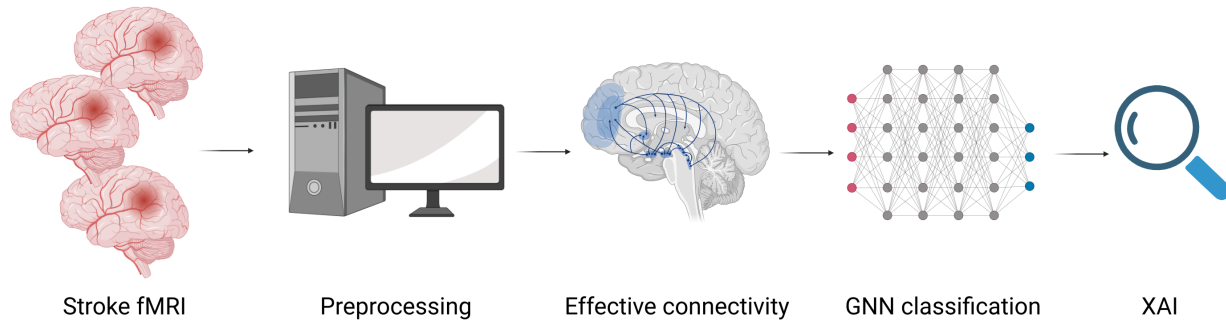 Stroke fMRI
Preprocessing
Effective connectivity
GNN classification
XAI